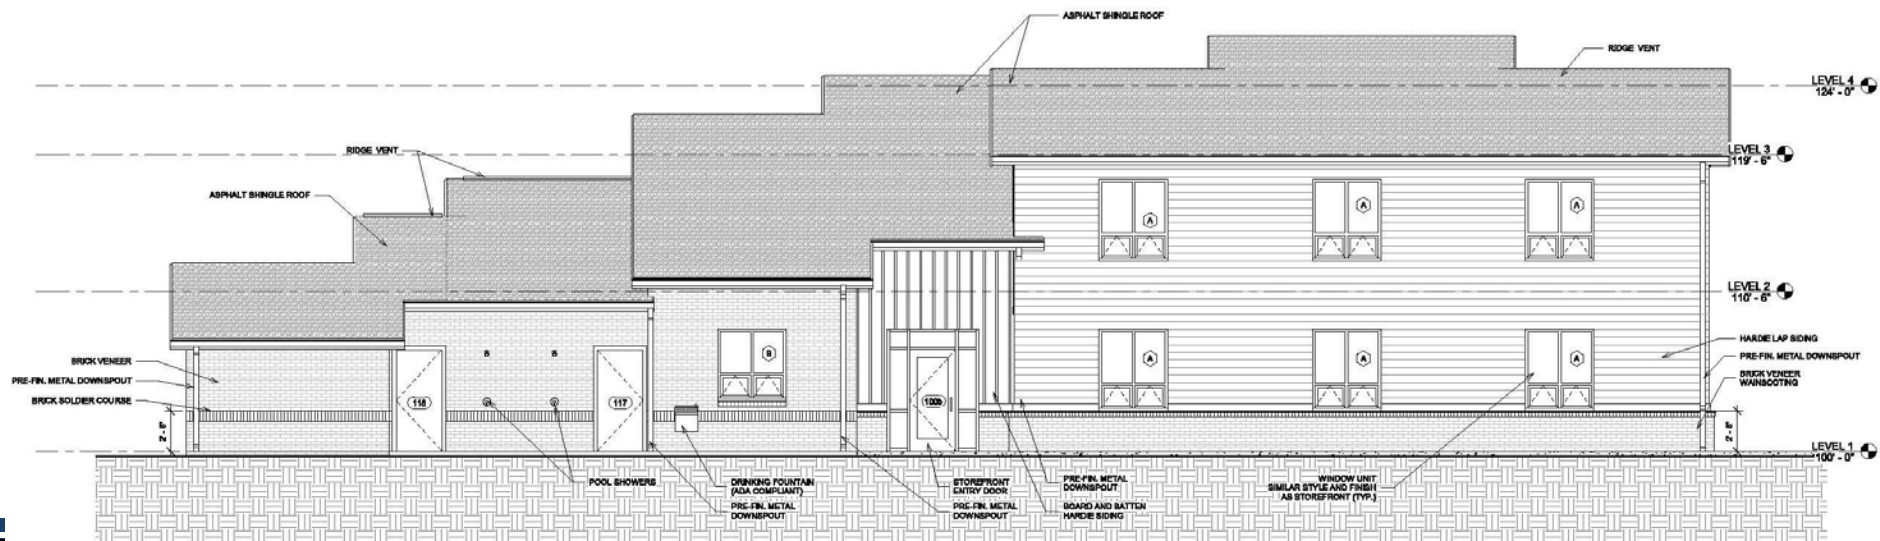 ASPHALT SHINGLE ROOF
RIDGE VENT
LEVEL 4
124' - 0"
RIDGE VENT
LEVEL 3
119' - 6"
ASPHALT SHINGLE ROOF
A
A
A
LEVEL 2
110' - 6"
HARDIE LAP SIDING
BRICK VENEER
B
A
A
A
PRE-FIN. METAL DOWNSPOUT
PRE-FIN. METAL DOWNSPOUT
BRICK VENEER
WAINSCOTING
BRICK SOLDIER COURSE
118
117
100b
2' - 8"
2' - 8"
LEVEL 1
100' - 0"
POOL SHOWERS
DRINKING FOUNTAIN
(ADA COMPLIANT)
PRE-FIN. METAL
DOWNSPOUT
STOREFRONT
ENTRY DOOR
PRE-FIN. METAL
DOWNSPOUT
PRE-FIN. METAL
DOWNSPOUT
BOARD AND BATTEN
HARDIE SIDING
WINDOW UNIT
SIMILAR STYLE AND FINISH
AS STOREFRONT (TYP.)